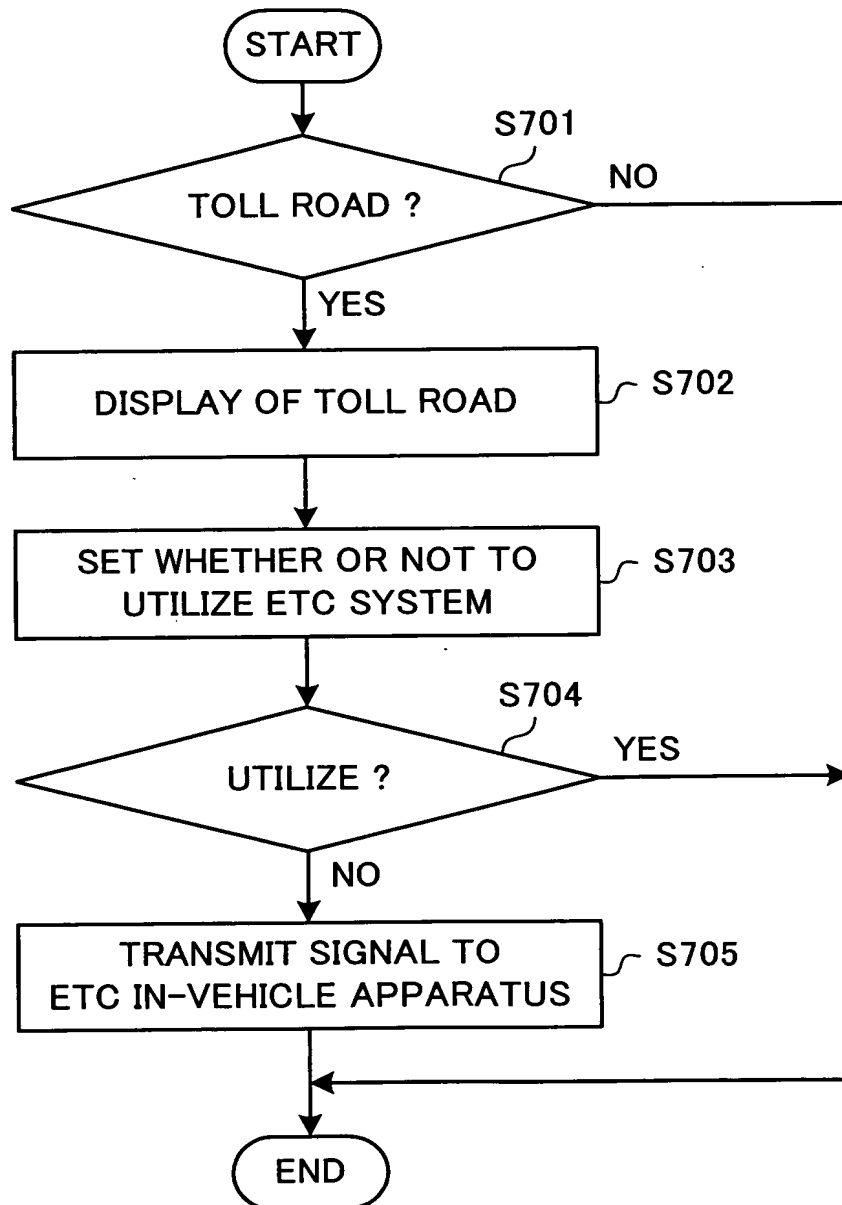 START
S701
TOLL ROAD ?
NO
YES
DISPLAY OF TOLL ROAD
S702
SET WHETHER OR NOT TO
UTILIZE ETC SYSTEM
S703
S704
UTILIZE ?
YES
NO
TRANSMIT SIGNAL TO
ETC IN-VEHICLE APPARATUS
S705
END